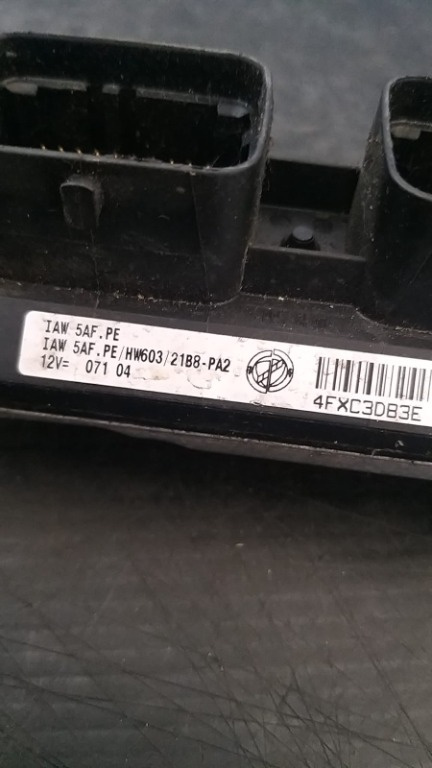 IAW 5AF.PE
IAW 5AF.PE/HW603/21B8-PA2
12V= 071 04
4FXC3D83E